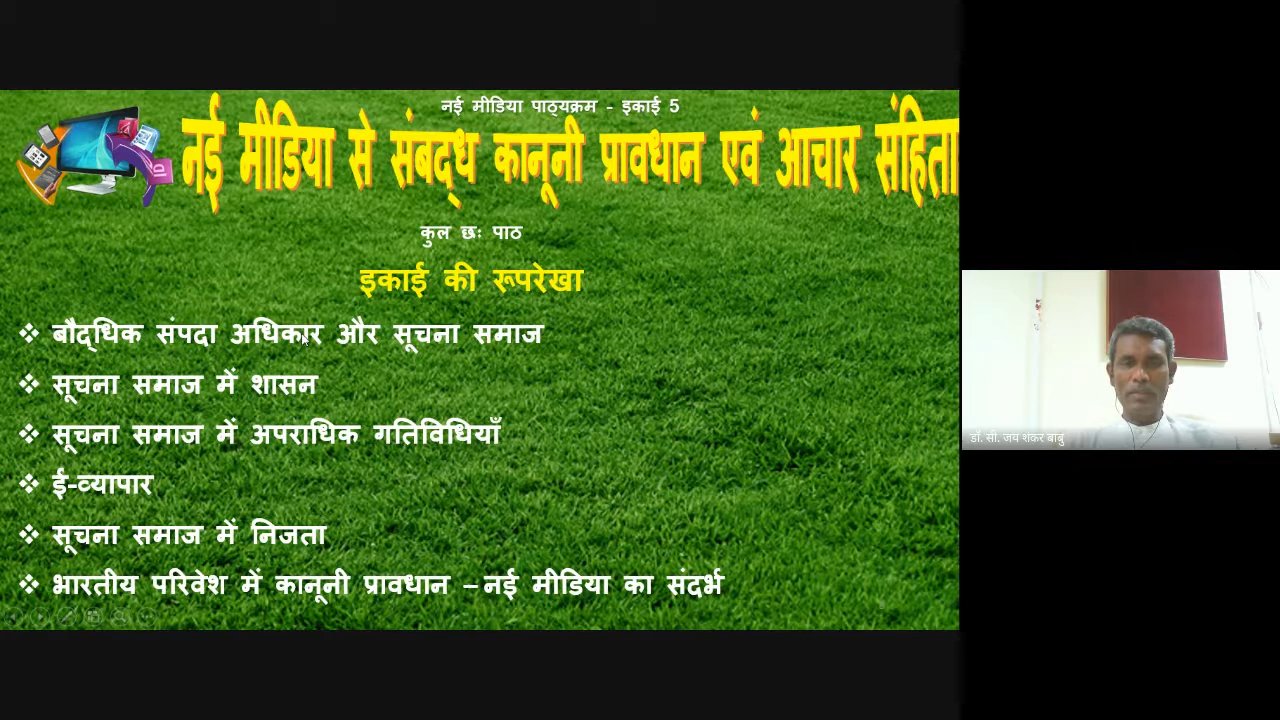 नई मीडिया पाठ्यक्रम - इकाई 5
नई मीडिया से संबद्ध कानूनी प्रावधान एवं आचार संहिता
कुल छः पाठ
इकाई की रूपरेखा
❖ बौद्धिक संपदा अधिकार और सूचना समाज
❖ सूचना समाज में शासन
❖ सूचना समाज में अपराधिक गतिविधियाँ
❖ ई-व्यापार
❖ सूचना समाज में निजता
❖ भारतीय परिवेश में कानूनी प्रावधान – नई मीडिया का संदर्भ
डॉ. सी. जय शंकर बाबु
ID